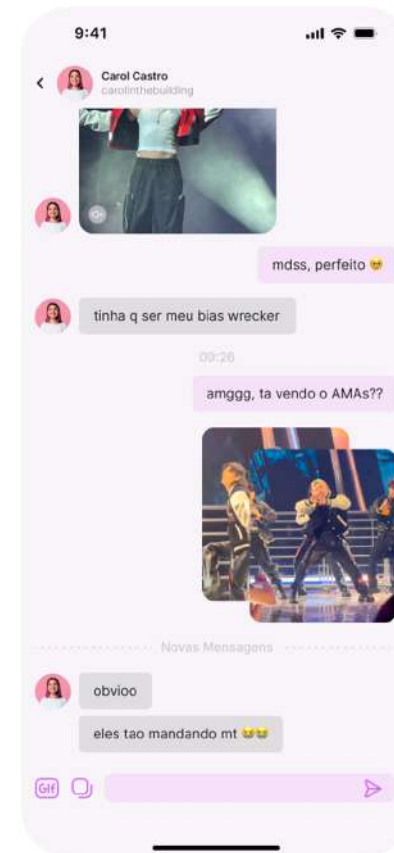 9:41
Carol Castro
carolinthebuilding
mdss, perfeito 🥹
tinha q ser meu bias wrecker
09:26
amggg, ta vendo o AMAs??
Novas Mensagens
obvioo
eles tao mandando mt 😭😭
GIF